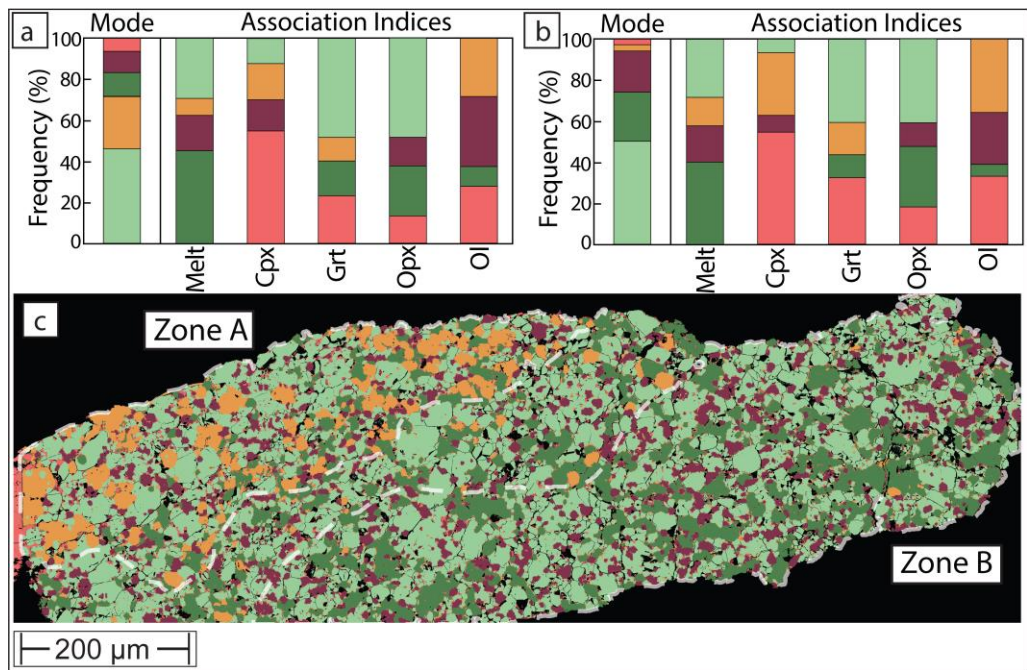 a
Mode
Association Indices
Frequency (%)
100
80
60
40
20
0
Melt
Cpx
Grt
Opx
Ol
b
Mode
Association Indices
Frequency (%)
100
80
60
40
20
0
Melt
Cpx
Grt
Opx
Ol
c
Zone A
Zone B
200 µm